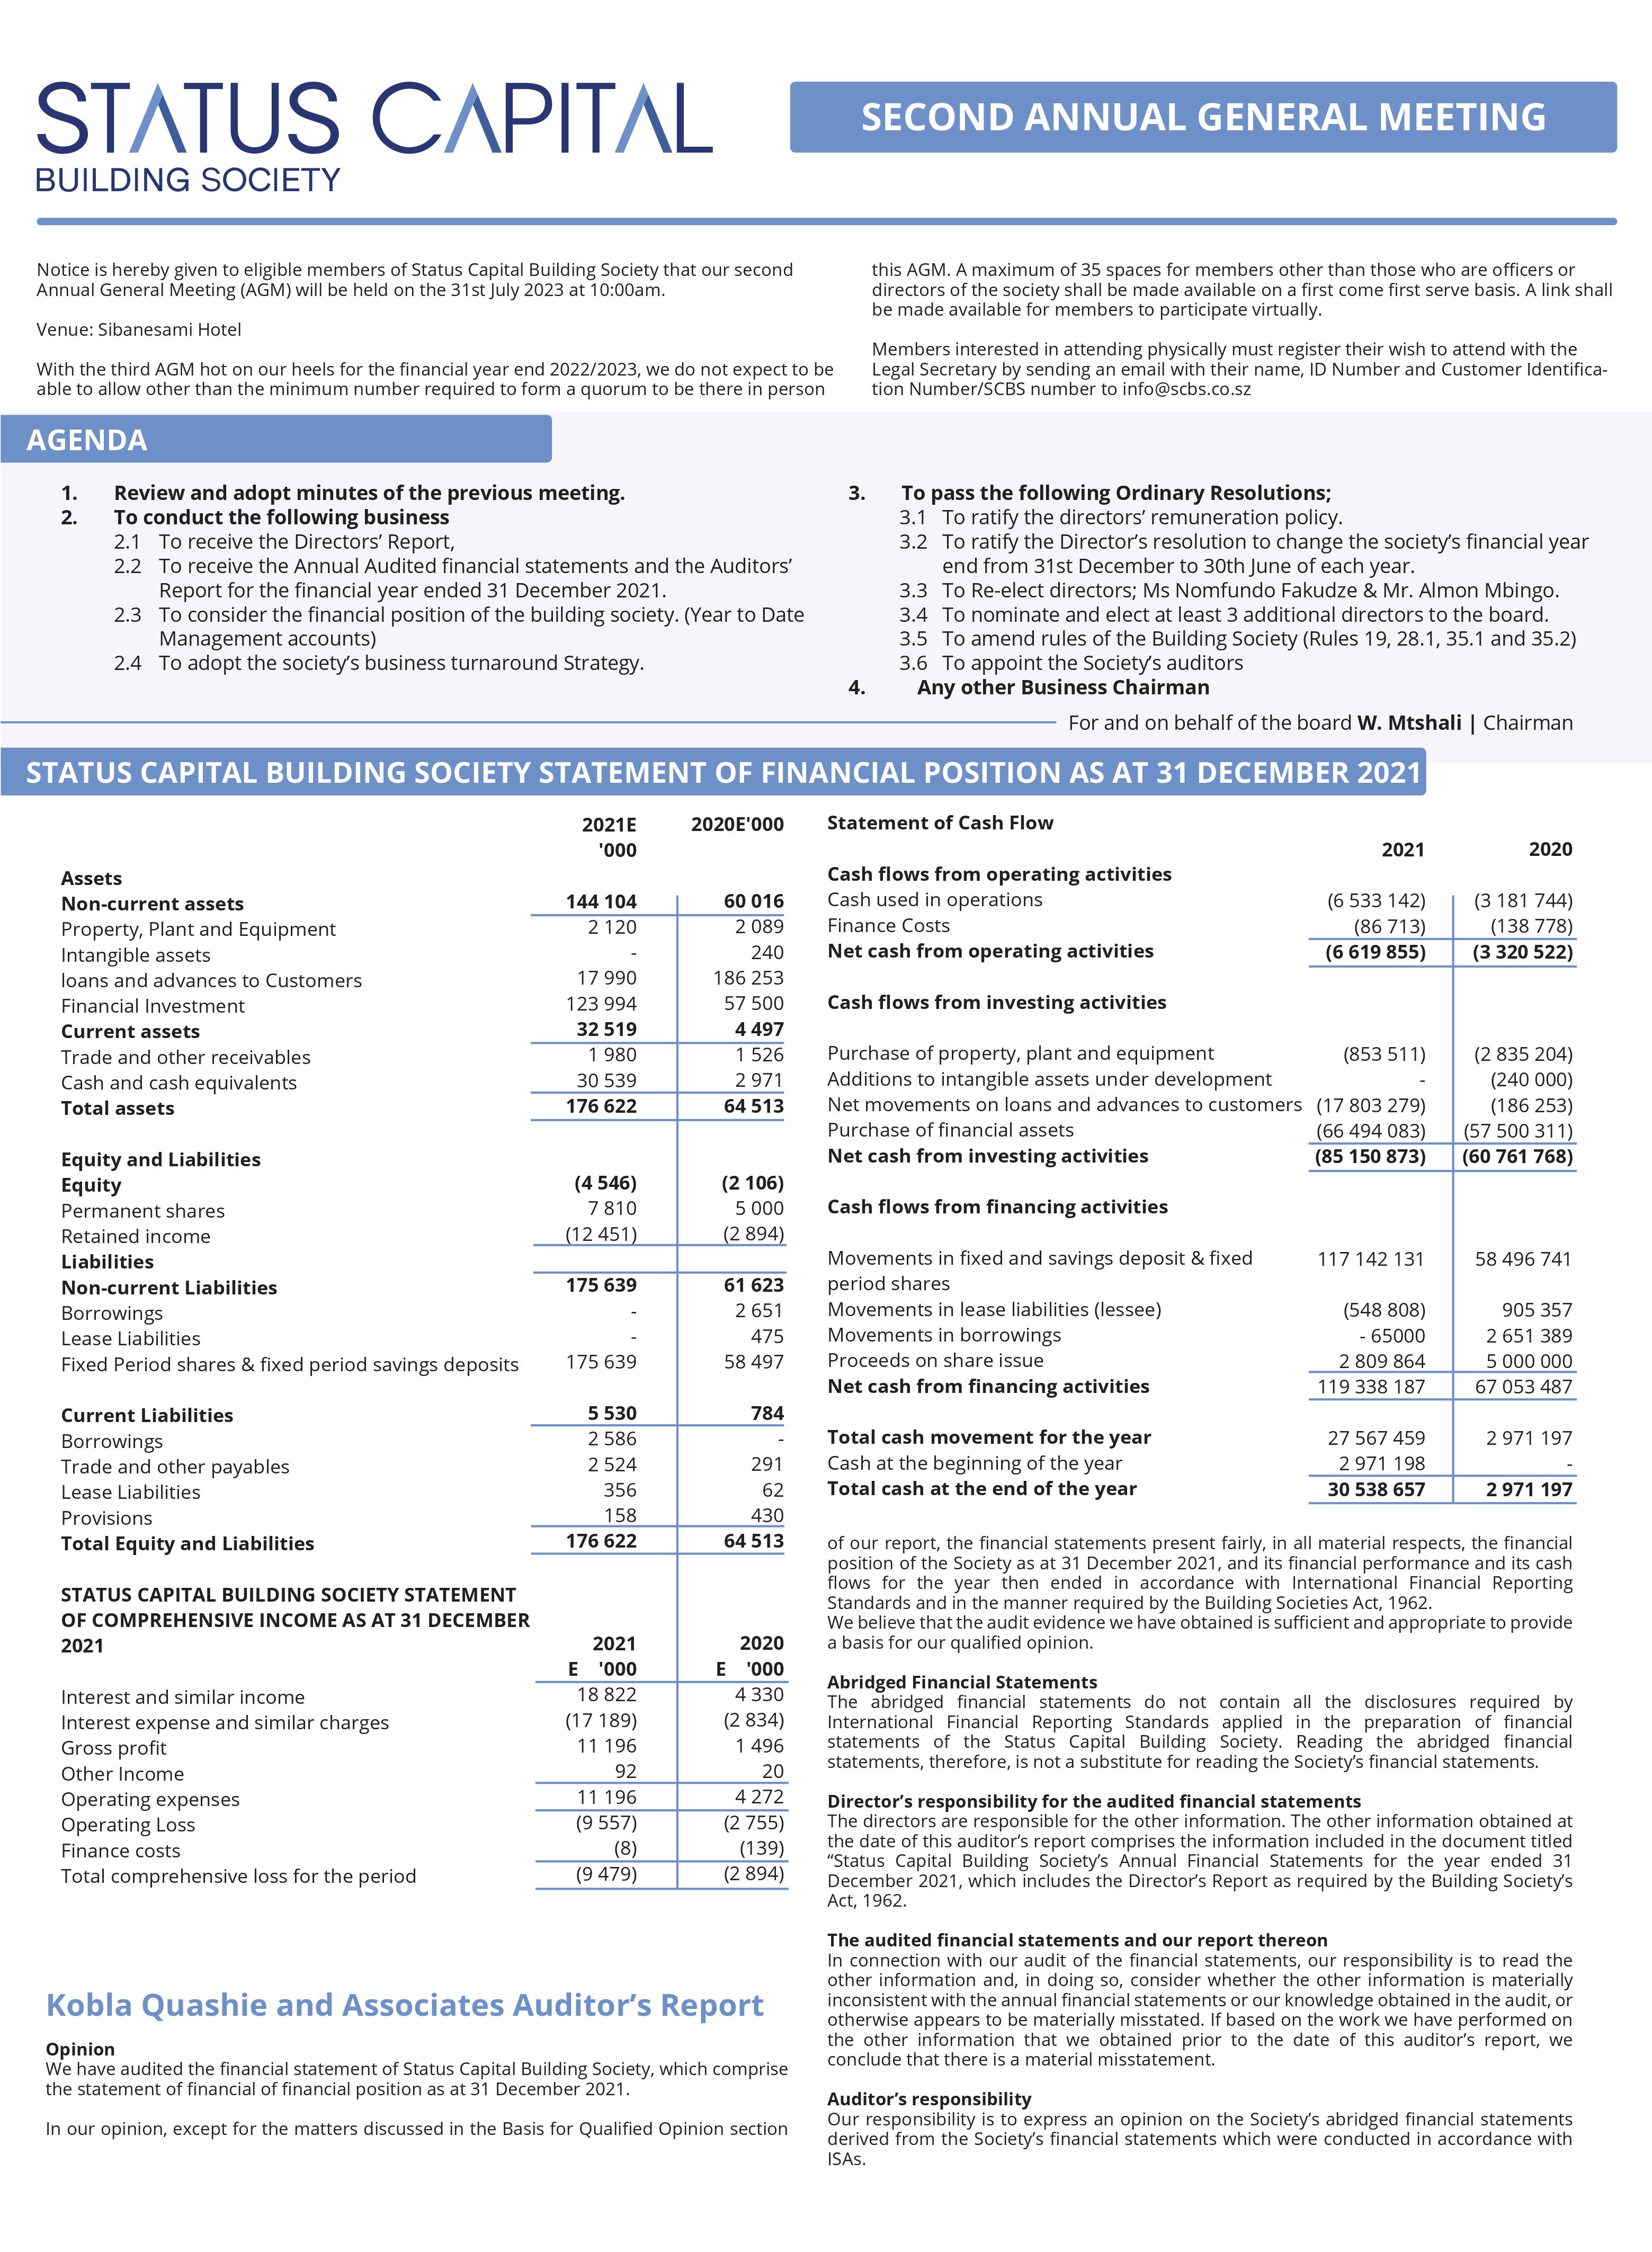 STATUS CAPITAL
BUILDING SOCIETY
SECOND ANNUAL GENERAL MEETING
Notice is hereby given to eligible members of Status Capital Building Society that our second
Annual General Meeting (AGM) will be held on the 31st July 2023 at 10:00am.
Venue: Sibanesami Hotel
With the third AGM hot on our heels for the financial year end 2022/2023, we do not expect to be
able to allow other than the minimum number required to form a quorum to be there in person
this AGM. A maximum of 35 spaces for members other than those who are officers or
directors of the society shall be made available on a first come first serve basis. A link shall
be made available for members to participate virtually.
Members interested in attending physically must register their wish to attend with the
Legal Secretary by sending an email with their name, ID Number and Customer Identifica-
tion Number/SCBS number to info@scbs.co.sz
AGENDA
1. Review and adopt minutes of the previous meeting.
2. To conduct the following business
2.1 To receive the Directors' Report,
2.2 To receive the Annual Audited financial statements and the Auditors'
Report for the financial year ended 31 December 2021.
2.3 To consider the financial position of the building society. (Year to Date
Management accounts)
2.4 To adopt the society's business turnaround Strategy.
3. To pass the following Ordinary Resolutions;
3.1 To ratify the directors' remuneration policy.
3.2 To ratify the Director's resolution to change the society's financial year
end from 31st December to 30th June of each year.
3.3 To Re-elect directors; Ms Nomfundo Fakudze & Mr. Almon Mbingo.
3.4 To nominate and elect at least 3 additional directors to the board.
3.5 To amend rules of the Building Society (Rules 19, 28.1, 35.1 and 35.2)
3.6 To appoint the Society's auditors
4. Any other Business Chairman
For and on behalf of the board W. Mtshali | Chairman
STATUS CAPITAL BUILDING SOCIETY STATEMENT OF FINANCIAL POSITION AS AT 31 DECEMBER 2021
2021E 2020E'000
'000
Assets
Non-current assets 144 104 60 016
Property, Plant and Equipment 2 120 2 089
Intangible assets - 240
loans and advances to Customers 17 990 186 253
Financial Investment 123 994 57 500
Current assets 32 519 4 497
Trade and other receivables 1 980 1 526
Cash and cash equivalents 30 539 2 971
Total assets 176 622 64 513
Equity and Liabilities
Equity (4 546) (2 106)
Permanent shares 7 810 5 000
Retained income (12 451) (2 894)
Liabilities
Non-current Liabilities 175 639 61 623
Borrowings - 2 651
Lease Liabilities - 475
Fixed Period shares & fixed period savings deposits 175 639 58 497
Current Liabilities 5 530 784
Borrowings 2 586 -
Trade and other payables 2 524 291
Lease Liabilities 356 62
Provisions 158 430
Total Equity and Liabilities 176 622 64 513
STATUS CAPITAL BUILDING SOCIETY STATEMENT
OF COMPREHENSIVE INCOME AS AT 31 DECEMBER
2021 2021 2020
E '000 E '000
Interest and similar income 18 822 4 330
Interest expense and similar charges (17 189) (2 834)
Gross profit 11 196 1 496
Other Income 92 20
Operating expenses 11 196 4 272
Operating Loss (9 557) (2 755)
Finance costs (8) (139)
Total comprehensive loss for the period (9 479) (2 894)
Kobla Quashie and Associates Auditor's Report
Opinion
We have audited the financial statement of Status Capital Building Society, which comprise
the statement of financial of financial position as at 31 December 2021.
In our opinion, except for the matters discussed in the Basis for Qualified Opinion section
Statement of Cash Flow
2021 2020
Cash flows from operating activities
Cash used in operations (6 533 142) (3 181 744)
Finance Costs (86 713) (138 778)
Net cash from operating activities (6 619 855) (3 320 522)
Cash flows from investing activities
Purchase of property, plant and equipment (853 511) (2 835 204)
Additions to intangible assets under development - (240 000)
Net movements on loans and advances to customers (17 803 279) (186 253)
Purchase of financial assets (66 494 083) (57 500 311)
Net cash from investing activities (85 150 873) (60 761 768)
Cash flows from financing activities
Movements in fixed and savings deposit & fixed 117 142 131 58 496 741
period shares
Movements in lease liabilities (lessee) (548 808) 905 357
Movements in borrowings - 65000 2 651 389
Proceeds on share issue 2 809 864 5 000 000
Net cash from financing activities 119 338 187 67 053 487
Total cash movement for the year 27 567 459 2 971 197
Cash at the beginning of the year 2 971 198 -
Total cash at the end of the year 30 538 657 2 971 197
of our report, the financial statements present fairly, in all material respects, the financial
position of the Society as at 31 December 2021, and its financial performance and its cash
flows for the year then ended in accordance with International Financial Reporting
Standards and in the manner required by the Building Societies Act, 1962.
We believe that the audit evidence we have obtained is sufficient and appropriate to provide
a basis for our qualified opinion.
Abridged Financial Statements
The abridged financial statements do not contain all the disclosures required by
International Financial Reporting Standards applied in the preparation of financial
statements of the Status Capital Building Society. Reading the abridged financial
statements, therefore, is not a substitute for reading the Society's financial statements.
Director's responsibility for the audited financial statements
The directors are responsible for the other information. The other information obtained at
the date of this auditor's report comprises the information included in the document titled
“Status Capital Building Society's Annual Financial Statements for the year ended 31
December 2021, which includes the Director's Report as required by the Building Society's
Act, 1962.
The audited financial statements and our report thereon
In connection with our audit of the financial statements, our responsibility is to read the
other information and, in doing so, consider whether the other information is materially
inconsistent with the annual financial statements or our knowledge obtained in the audit, or
otherwise appears to be materially misstated. If based on the work we have performed on
the other information that we obtained prior to the date of this auditor's report, we
conclude that there is a material misstatement.
Auditor's responsibility
Our responsibility is to express an opinion on the Society's abridged financial statements
derived from the Society's financial statements which were conducted in accordance with
ISAs.